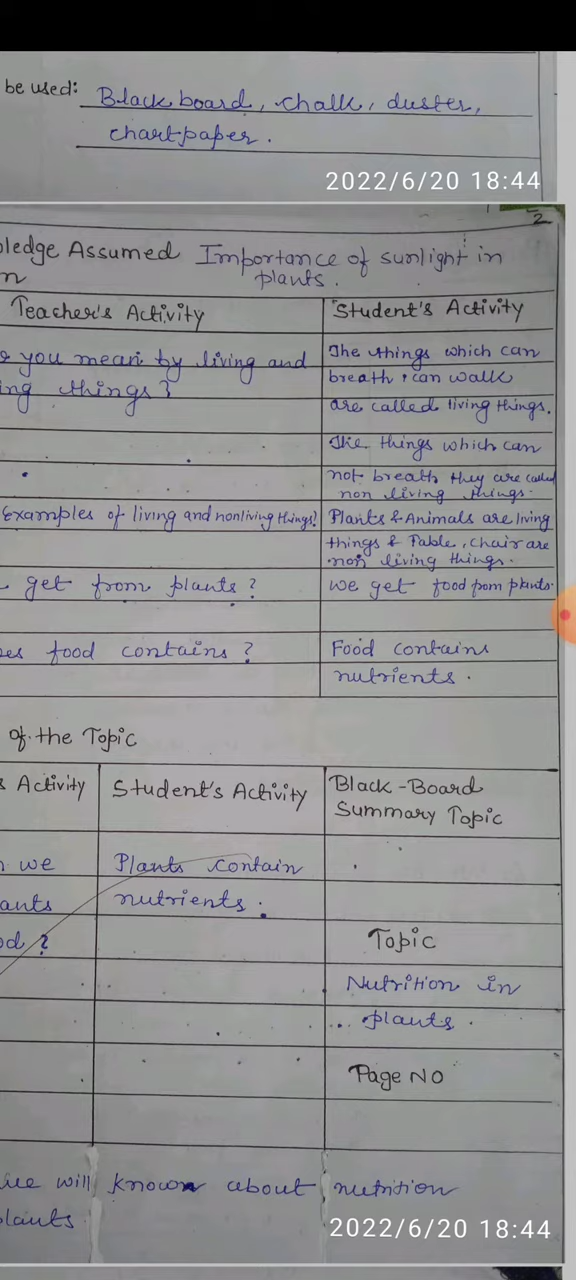 be used: Black board, chalk, duster,
chart paper.
2022/6/20 18:44
2
ledge Assumed Importance of sunlight in
n plants.
Teacher's Activity Student's Activity
you mean by living and The things which can
breath, can walk
ing things? are called living things.
The things which can
not breath they are called
non living things.
Examples of living and nonliving things? Plants & Animals are living
things & Table, chair are
non living things.
get from plants? we get food from plants.
es food contains? Food contains
nutrients.
of the Topic
s Activity Student's Activity Black-Board
Summary Topic
we Plants contain
ants nutrients.
od? Topic
Nutrition in
plants.
Page NO
we will known about nutrition
plants
2022/6/20 18:44